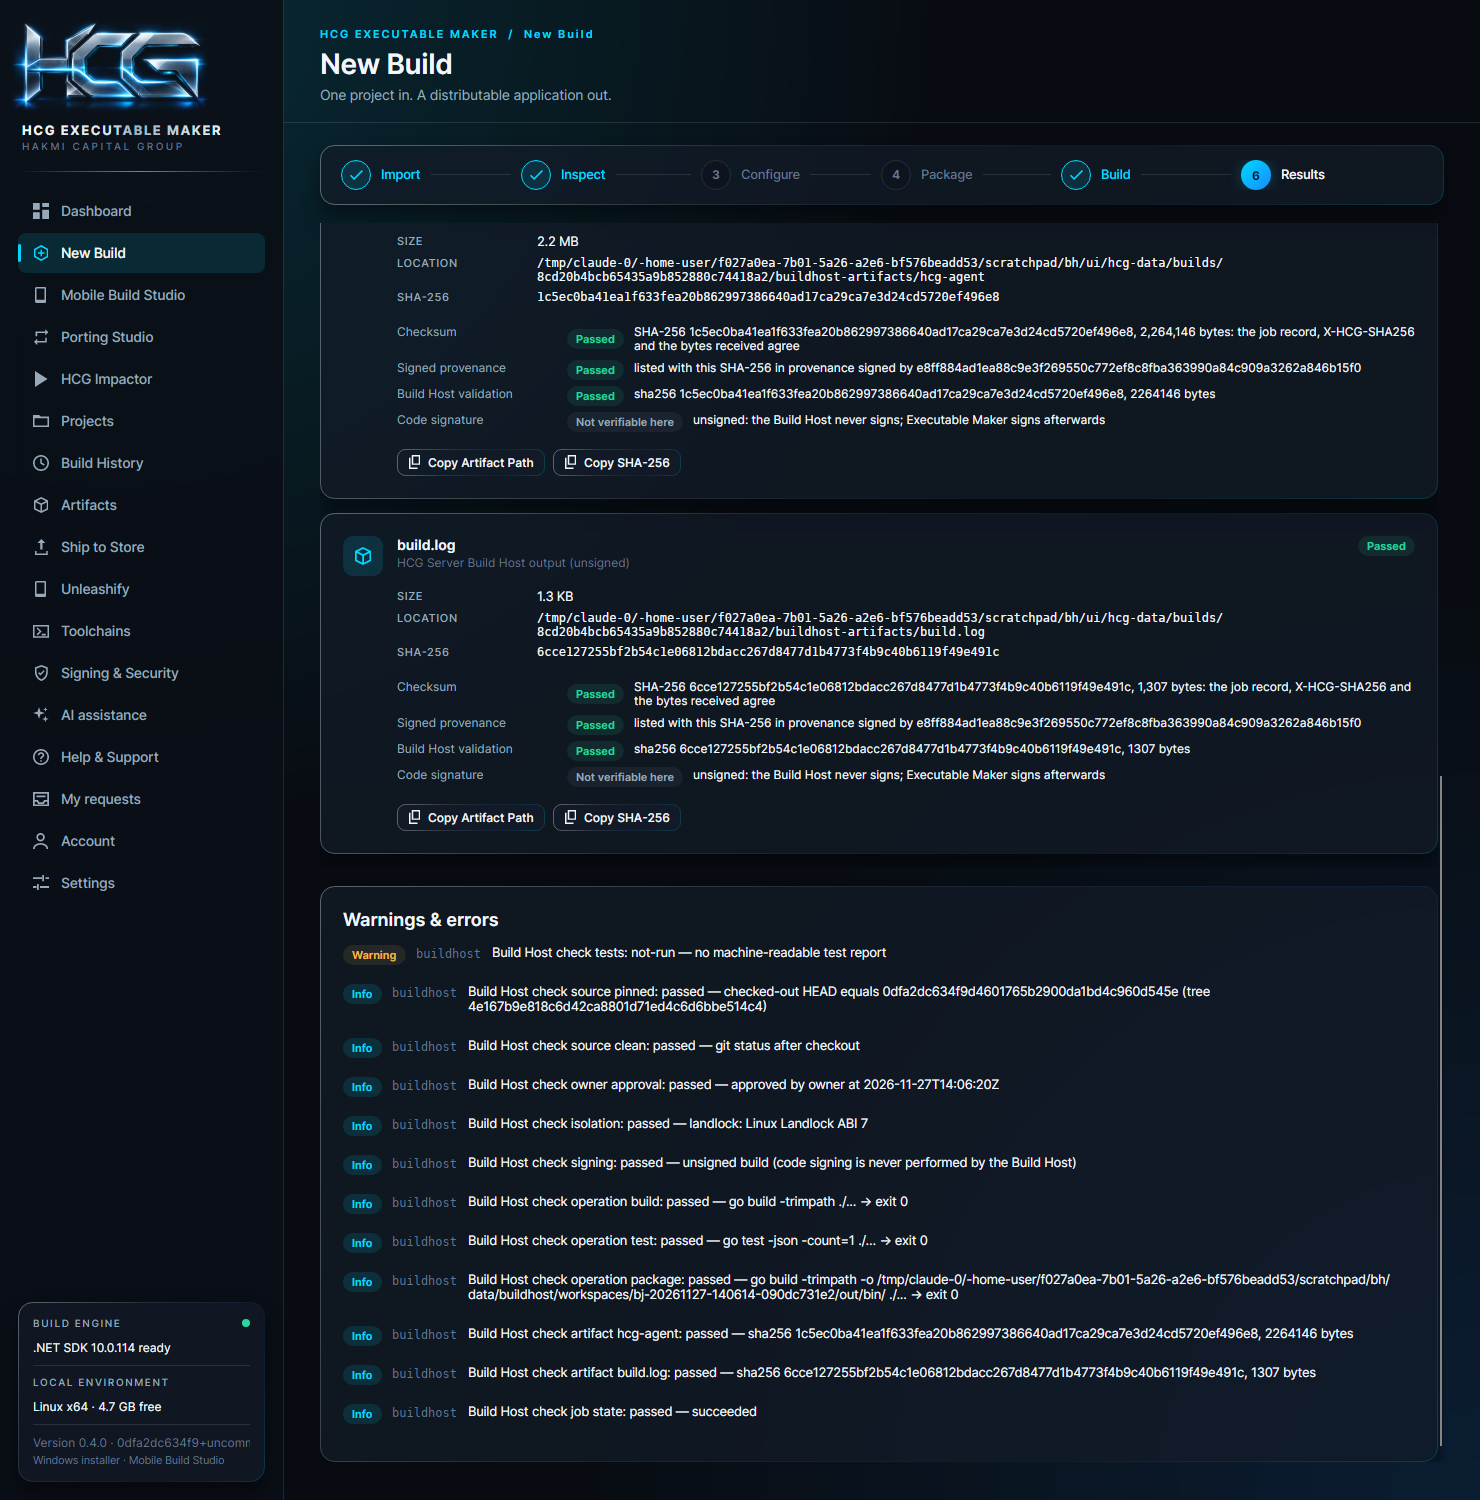 HCG
HCG EXECUTABLE MAKER
HAKMI CAPITAL GROUP
Dashboard
New Build
Mobile Build Studio
Porting Studio
HCG Impactor
Projects
Build History
Artifacts
Ship to Store
Unleashify
Toolchains
Signing & Security
AI assistance
Help & Support
My requests
Account
Settings
BUILD ENGINE
.NET SDK 10.0.114 ready
LOCAL ENVIRONMENT
Linux x64 · 4.7 GB free
Version 0.4.0 · 0dfa2dc634f9+uncomm
Windows installer · Mobile Build Studio
HCG EXECUTABLE MAKER / New Build
New Build
One project in. A distributable application out.
Import
Inspect
3 Configure
4 Package
Build
6 Results
SIZE 2.2 MB
LOCATION /tmp/claude-0/-home-user/f027a0ea-7b01-5a26-a2e6-bf576beadd53/scratchpad/bh/ui/hcg-data/builds/
8cd20b4bcb65435a9b852880c74418a2/buildhost-artifacts/hcg-agent
SHA-256 1c5ec0ba41ea1f633fea20b862997386640ad17ca29ca7e3d24cd5720ef496e8
Checksum Passed SHA-256 1c5ec0ba41ea1f633fea20b862997386640ad17ca29ca7e3d24cd5720ef496e8, 2,264,146 bytes: the job record, X-HCG-SHA256
and the bytes received agree
Signed provenance Passed listed with this SHA-256 in provenance signed by e8ff884ad1ea88c9e3f269550c772ef8c8fba363990a84c909a3262a846b15f0
Build Host validation Passed sha256 1c5ec0ba41ea1f633fea20b862997386640ad17ca29ca7e3d24cd5720ef496e8, 2264146 bytes
Code signature Not verifiable here unsigned: the Build Host never signs; Executable Maker signs afterwards
Copy Artifact Path Copy SHA-256
build.log Passed
HCG Server Build Host output (unsigned)
SIZE 1.3 KB
LOCATION /tmp/claude-0/-home-user/f027a0ea-7b01-5a26-a2e6-bf576beadd53/scratchpad/bh/ui/hcg-data/builds/
8cd20b4bcb65435a9b852880c74418a2/buildhost-artifacts/build.log
SHA-256 6cce127255bf2b54c1e06812bdacc267d8477d1b4773f4b9c40b6119f49e491c
Checksum Passed SHA-256 6cce127255bf2b54c1e06812bdacc267d8477d1b4773f4b9c40b6119f49e491c, 1,307 bytes: the job record, X-HCG-SHA256 and
the bytes received agree
Signed provenance Passed listed with this SHA-256 in provenance signed by e8ff884ad1ea88c9e3f269550c772ef8c8fba363990a84c909a3262a846b15f0
Build Host validation Passed sha256 6cce127255bf2b54c1e06812bdacc267d8477d1b4773f4b9c40b6119f49e491c, 1307 bytes
Code signature Not verifiable here unsigned: the Build Host never signs; Executable Maker signs afterwards
Copy Artifact Path Copy SHA-256
Warnings & errors
Warning buildhost Build Host check tests: not-run — no machine-readable test report
Info buildhost Build Host check source pinned: passed — checked-out HEAD equals 0dfa2dc634f9d4601765b2900da1bd4c960d545e (tree
4e167b9e818c6d42ca8801d71ed4c6d6bbe514c4)
Info buildhost Build Host check source clean: passed — git status after checkout
Info buildhost Build Host check owner approval: passed — approved by owner at 2026-11-27T14:06:20Z
Info buildhost Build Host check isolation: passed — landlock: Linux Landlock ABI 7
Info buildhost Build Host check signing: passed — unsigned build (code signing is never performed by the Build Host)
Info buildhost Build Host check operation build: passed — go build -trimpath ./... → exit 0
Info buildhost Build Host check operation test: passed — go test -json -count=1 ./... → exit 0
Info buildhost Build Host check operation package: passed — go build -trimpath -o /tmp/claude-0/-home-user/f027a0ea-7b01-5a26-a2e6-bf576beadd53/scratchpad/bh/
data/buildhost/workspaces/bj-20261127-140614-090dc731e2/out/bin/ ./... → exit 0
Info buildhost Build Host check artifact hcg-agent: passed — sha256 1c5ec0ba41ea1f633fea20b862997386640ad17ca29ca7e3d24cd5720ef496e8, 2264146 bytes
Info buildhost Build Host check artifact build.log: passed — sha256 6cce127255bf2b54c1e06812bdacc267d8477d1b4773f4b9c40b6119f49e491c, 1307 bytes
Info buildhost Build Host check job state: passed — succeeded